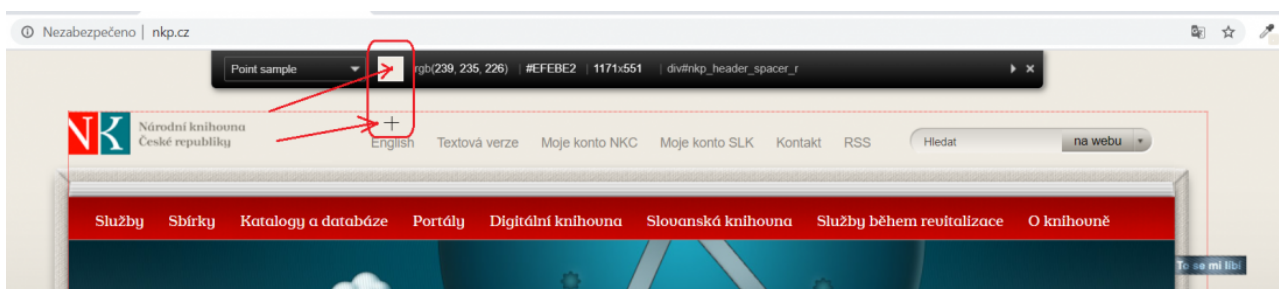 Nezabezpečeno | nkp.cz
Point sample rgb(239, 235, 226) | #EFEBE2 | 1171x551 | div#nkp_header_spacer_r
NK Národní knihovna
České republiky
English Textová verze Moje konto NKC Moje konto SLK Kontakt RSS Hledat na webu
Služby Sbírky Katalogy a databáze Portály Digitální knihovna Slovanská knihovna Služby během revitalizace O knihovně
To se mi líbí